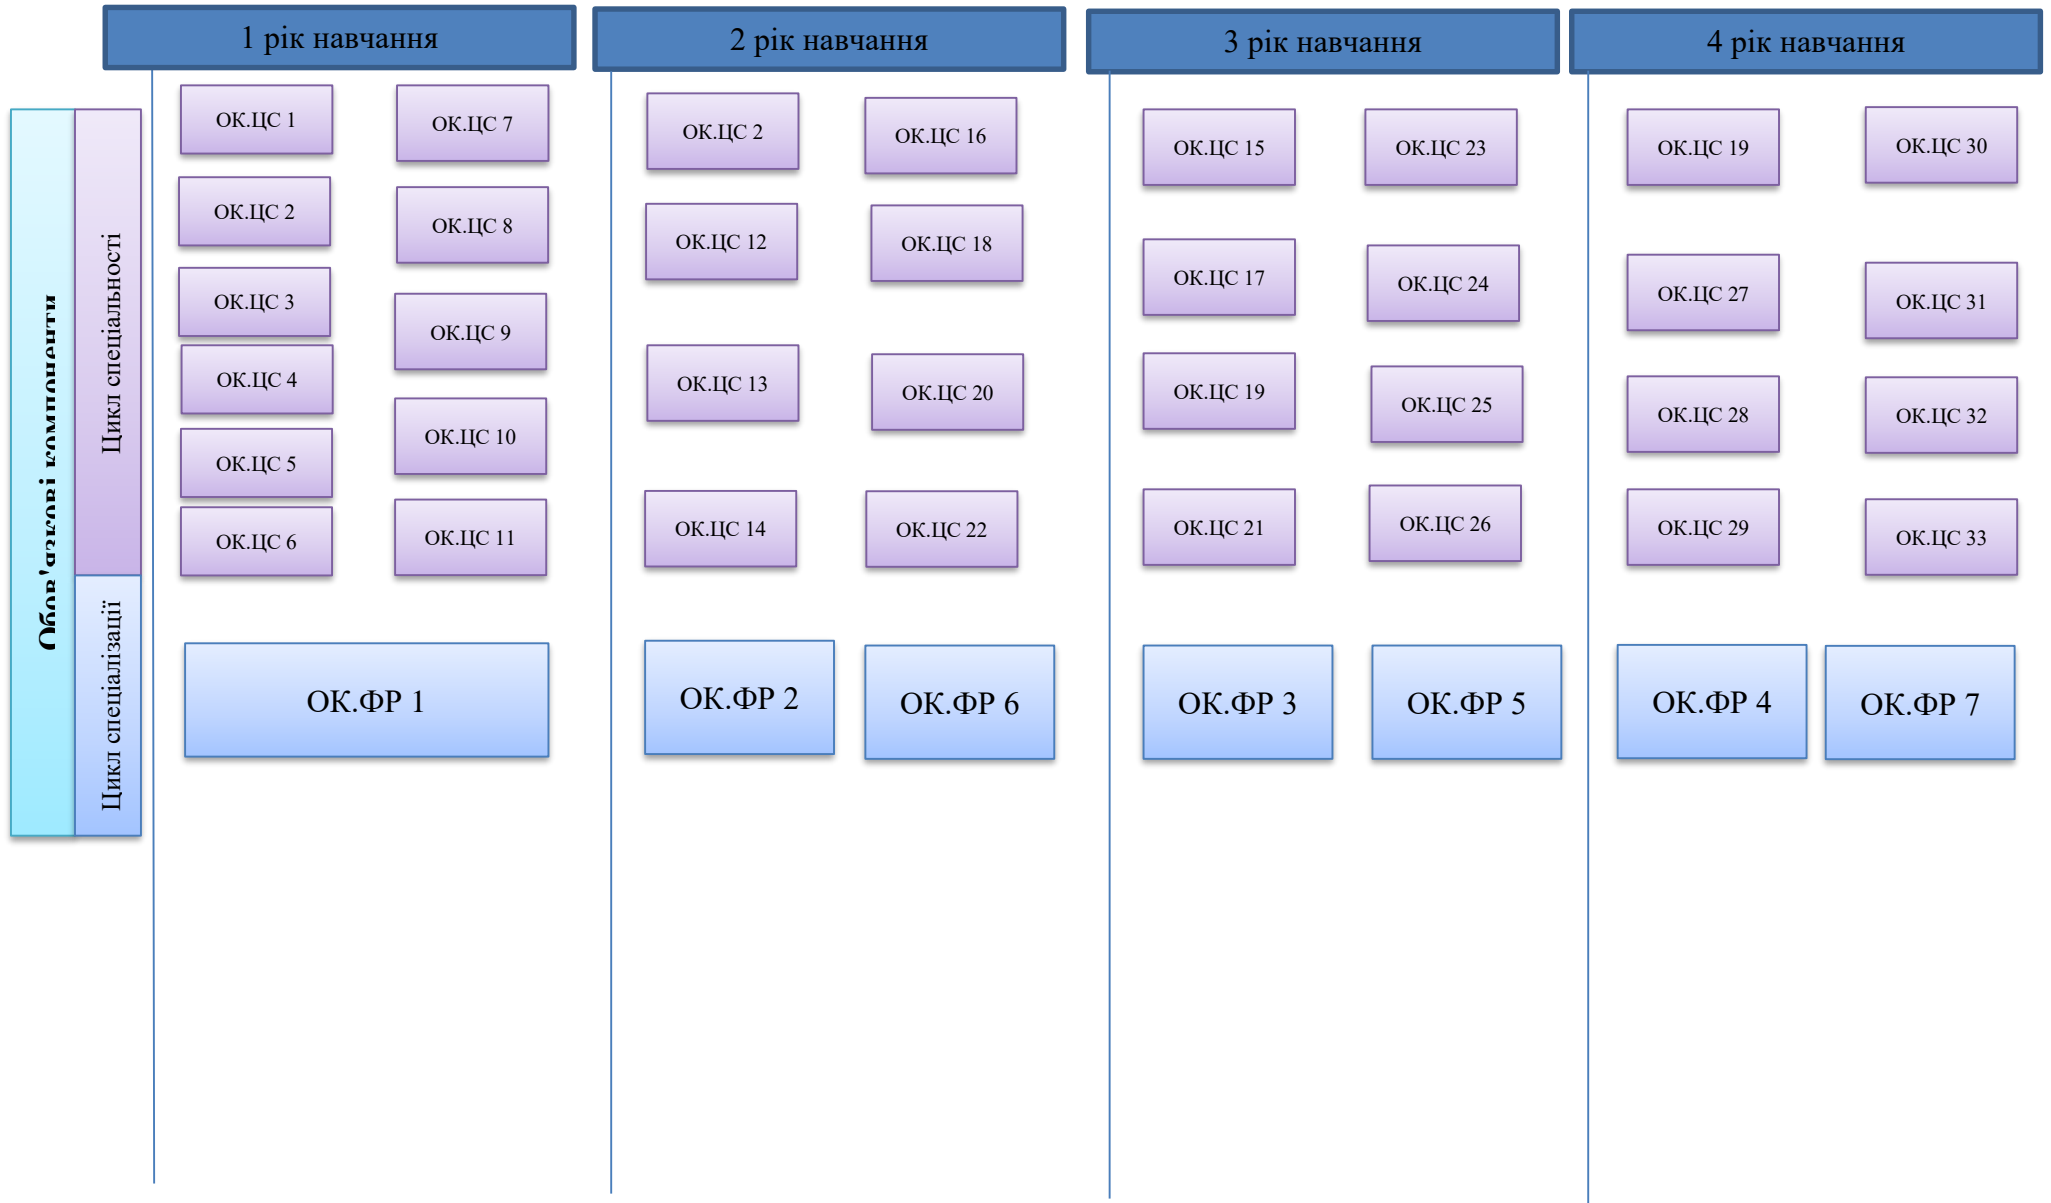 1 рік навчання
2 рік навчання
3 рік навчання
4 рік навчання
Обов'язкові компоненти
Цикл спеціальності
Цикл спеціалізації
ОК.ЦС 1
ОК.ЦС 2
ОК.ЦС 3
ОК.ЦС 4
ОК.ЦС 5
ОК.ЦС 6
ОК.ЦС 7
ОК.ЦС 8
ОК.ЦС 9
ОК.ЦС 10
ОК.ЦС 11
ОК.ФР 1
ОК.ЦС 2
ОК.ЦС 12
ОК.ЦС 13
ОК.ЦС 14
ОК.ЦС 16
ОК.ЦС 18
ОК.ЦС 20
ОК.ЦС 22
ОК.ФР 2
ОК.ФР 6
ОК.ЦС 15
ОК.ЦС 17
ОК.ЦС 19
ОК.ЦС 21
ОК.ЦС 23
ОК.ЦС 24
ОК.ЦС 25
ОК.ЦС 26
ОК.ФР 3
ОК.ФР 5
ОК.ЦС 19
ОК.ЦС 27
ОК.ЦС 28
ОК.ЦС 29
ОК.ЦС 30
ОК.ЦС 31
ОК.ЦС 32
ОК.ЦС 33
ОК.ФР 4
ОК.ФР 7